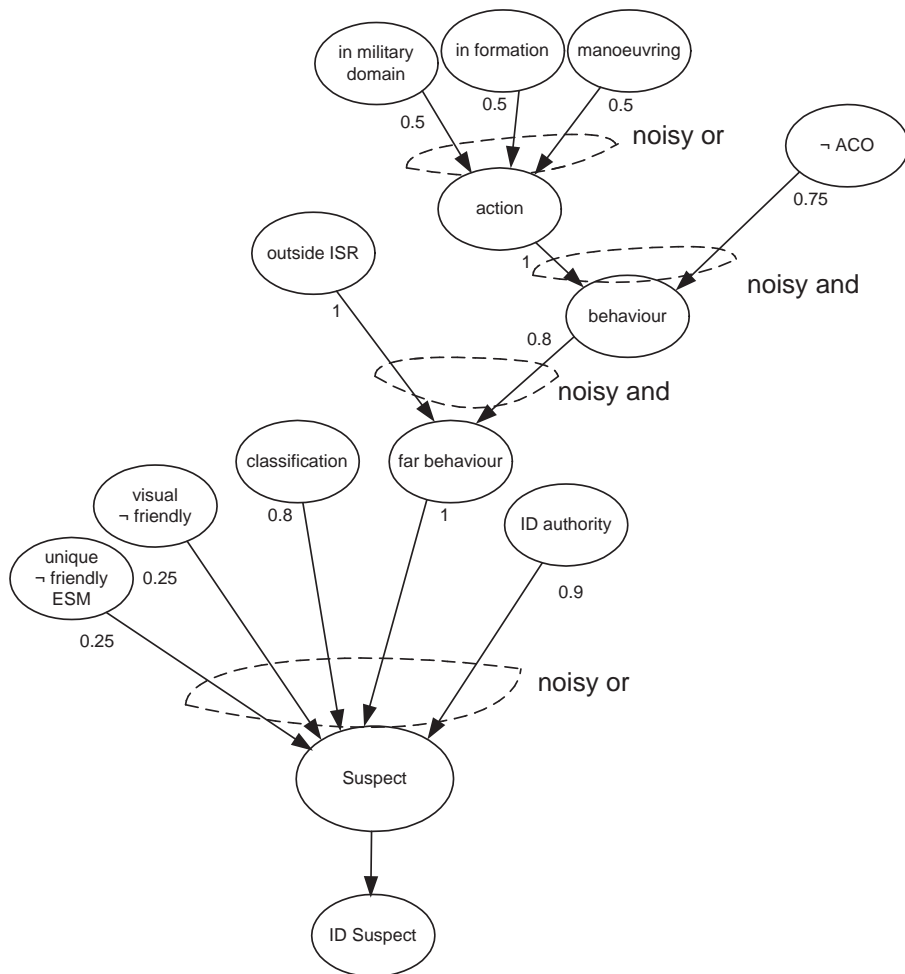 in military
domain
in formation
manoeuvring
0.5
0.5
0.5
noisy or
¬ ACO
action
0.75
outside ISR
1
noisy and
1
behaviour
0.8
noisy and
classification
far behaviour
visual
¬ friendly
0.8
1
ID authority
unique
¬ friendly
ESM
0.25
0.9
0.25
noisy or
Suspect
ID Suspect